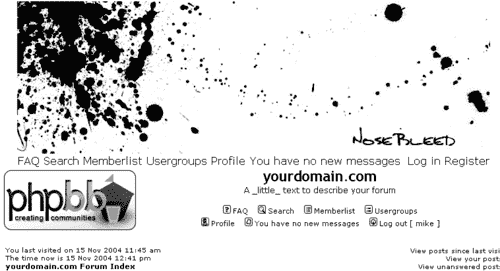 NOSEBLEED
FAQ Search Memberlist Usergroups Profile You have no new messages Log in Register
phpBB
creating communities
yourdomain.com
A _little_ text to describe your forum
FAQ Search Memberlist Usergroups
Profile You have no new messages Log out [ mike ]
You last visited on 15 Nov 2004 11:45 am
The time now is 15 Nov 2004 12:41 pm
yourdomain.com Forum Index
View posts since last visi
View your post
View unanswered post